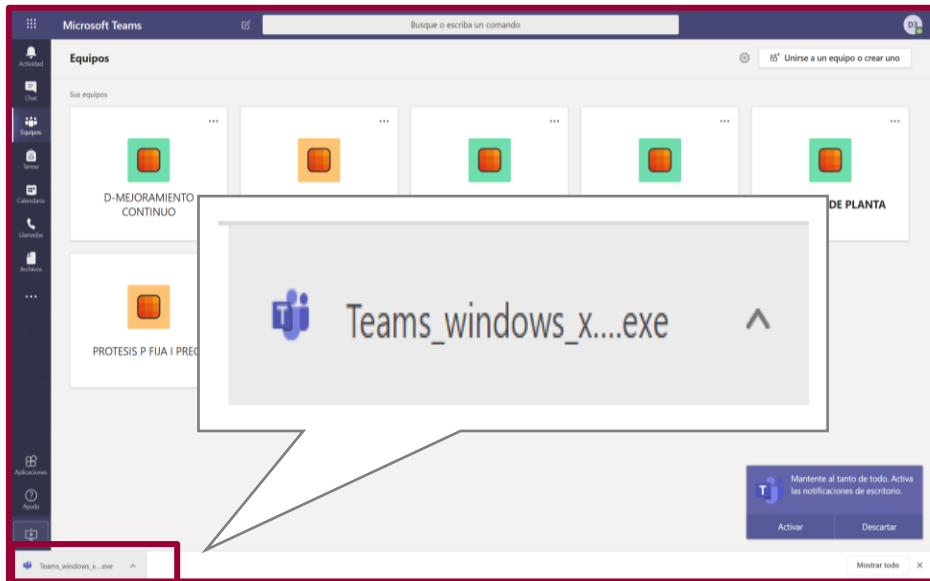 Microsoft Teams
Busque o escriba un comando
D3
Actividad
Chat
Equipos
Tareas
Calendario
Llamadas
Archivos
Aplicaciones
Ayuda
Equipos
Unirse a un equipo o crear uno
Sus equipos
D-MEJORAMIENTO
CONTINUO
DE PLANTA
PROTESIS P FIJA I PREC
Teams_windows_x....exe
Mantente al tanto de todo. Activa
las notificaciones de escritorio.
Activar
Descartar
Teams_windows_x...exe
Mostrar todo